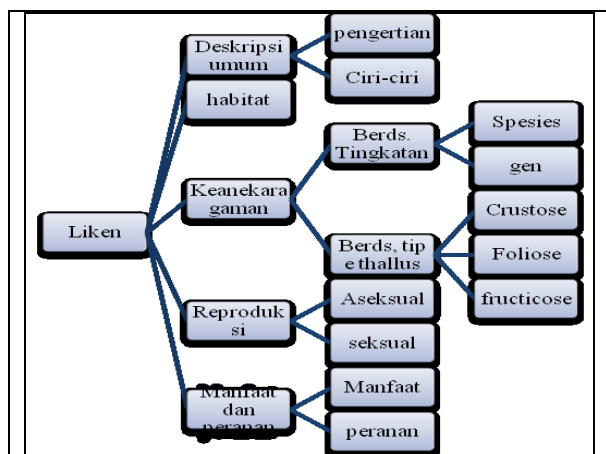 Liken
Deskripsi
umum
pengertian
Ciri-ciri
habitat
Keanekara
gaman
Berds.
Tingkatan
Spesies
gen
Berds, tip
e thallus
Crustose
Foliose
fructicose
Reproduk
si
Aseksual
seksual
Manfaat
dan
peranan
Manfaat
peranan